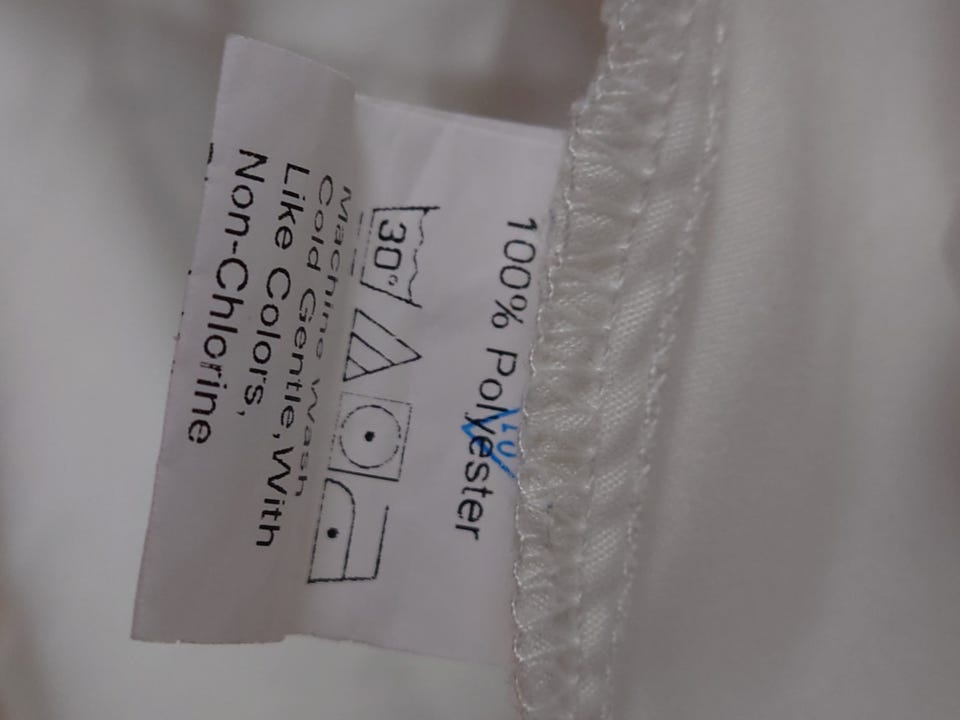 100% Polyester
30°
Machine Wash
Cold Gentle, With
Like Colors,
Non-Chlorine